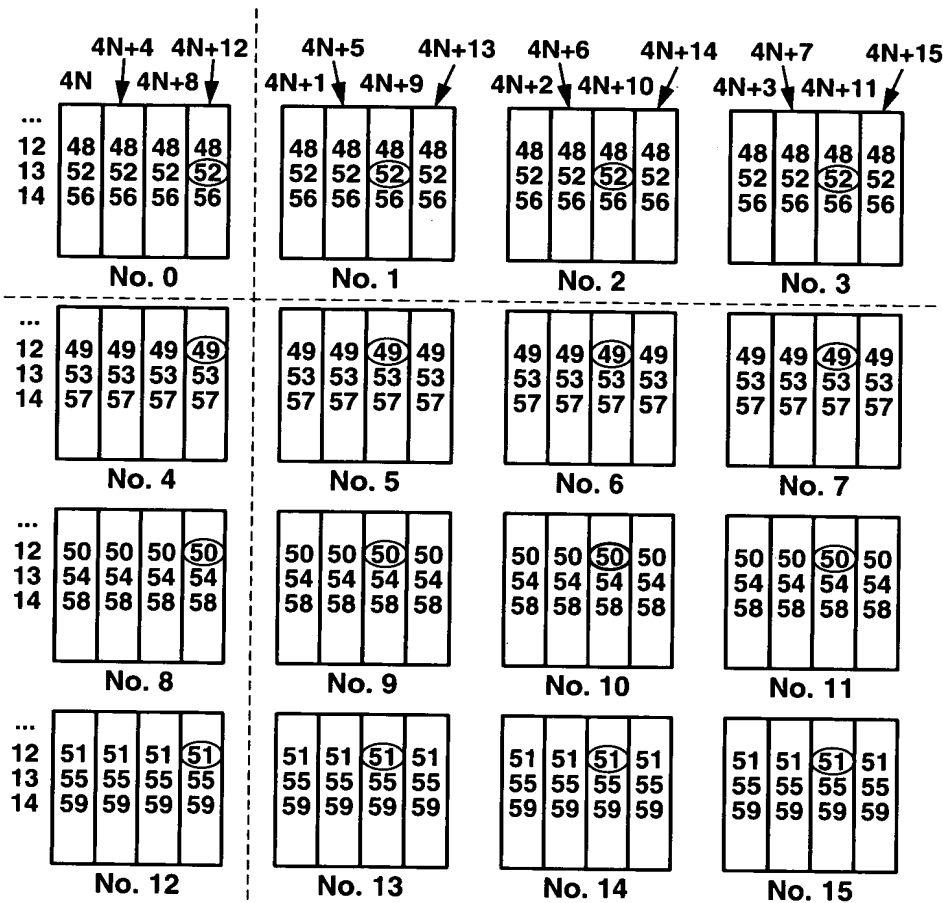 4N+4 4N+12 4N+5 4N+13 4N+6 4N+14 4N+7 4N+15
4N 4N+8 4N+1 4N+9 4N+2 4N+10 4N+3 4N+11
...
12 48 48 48 48 48 48 48 48 48 48 48 48 48 48 48 48
13 52 52 52 52 52 52 52 52 52 52 52 52 52 52 52 52
14 56 56 56 56 56 56 56 56 56 56 56 56 56 56 56 56
No. 0 No. 1 No. 2 No. 3
...
12 49 49 49 49 49 49 49 49 49 49 49 49 49 49 49 49
13 53 53 53 53 53 53 53 53 53 53 53 53 53 53 53 53
14 57 57 57 57 57 57 57 57 57 57 57 57 57 57 57 57
No. 4 No. 5 No. 6 No. 7
...
12 50 50 50 50 50 50 50 50 50 50 50 50 50 50 50 50
13 54 54 54 54 54 54 54 54 54 54 54 54 54 54 54 54
14 58 58 58 58 58 58 58 58 58 58 58 58 58 58 58 58
No. 8 No. 9 No. 10 No. 11
...
12 51 51 51 51 51 51 51 51 51 51 51 51 51 51 51 51
13 55 55 55 55 55 55 55 55 55 55 55 55 55 55 55 55
14 59 59 59 59 59 59 59 59 59 59 59 59 59 59 59 59
No. 12 No. 13 No. 14 No. 15